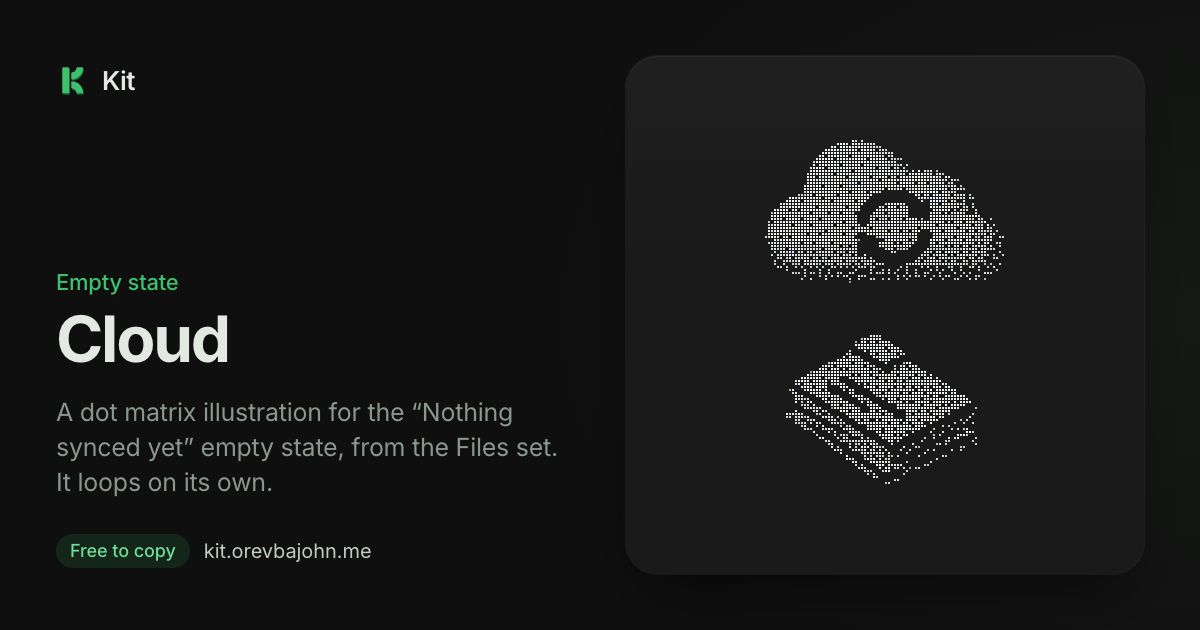 Kit
Empty state
Cloud
A dot matrix illustration for the “Nothing
synced yet” empty state, from the Files set.
It loops on its own.
Free to copy
kit.orevbajohn.me